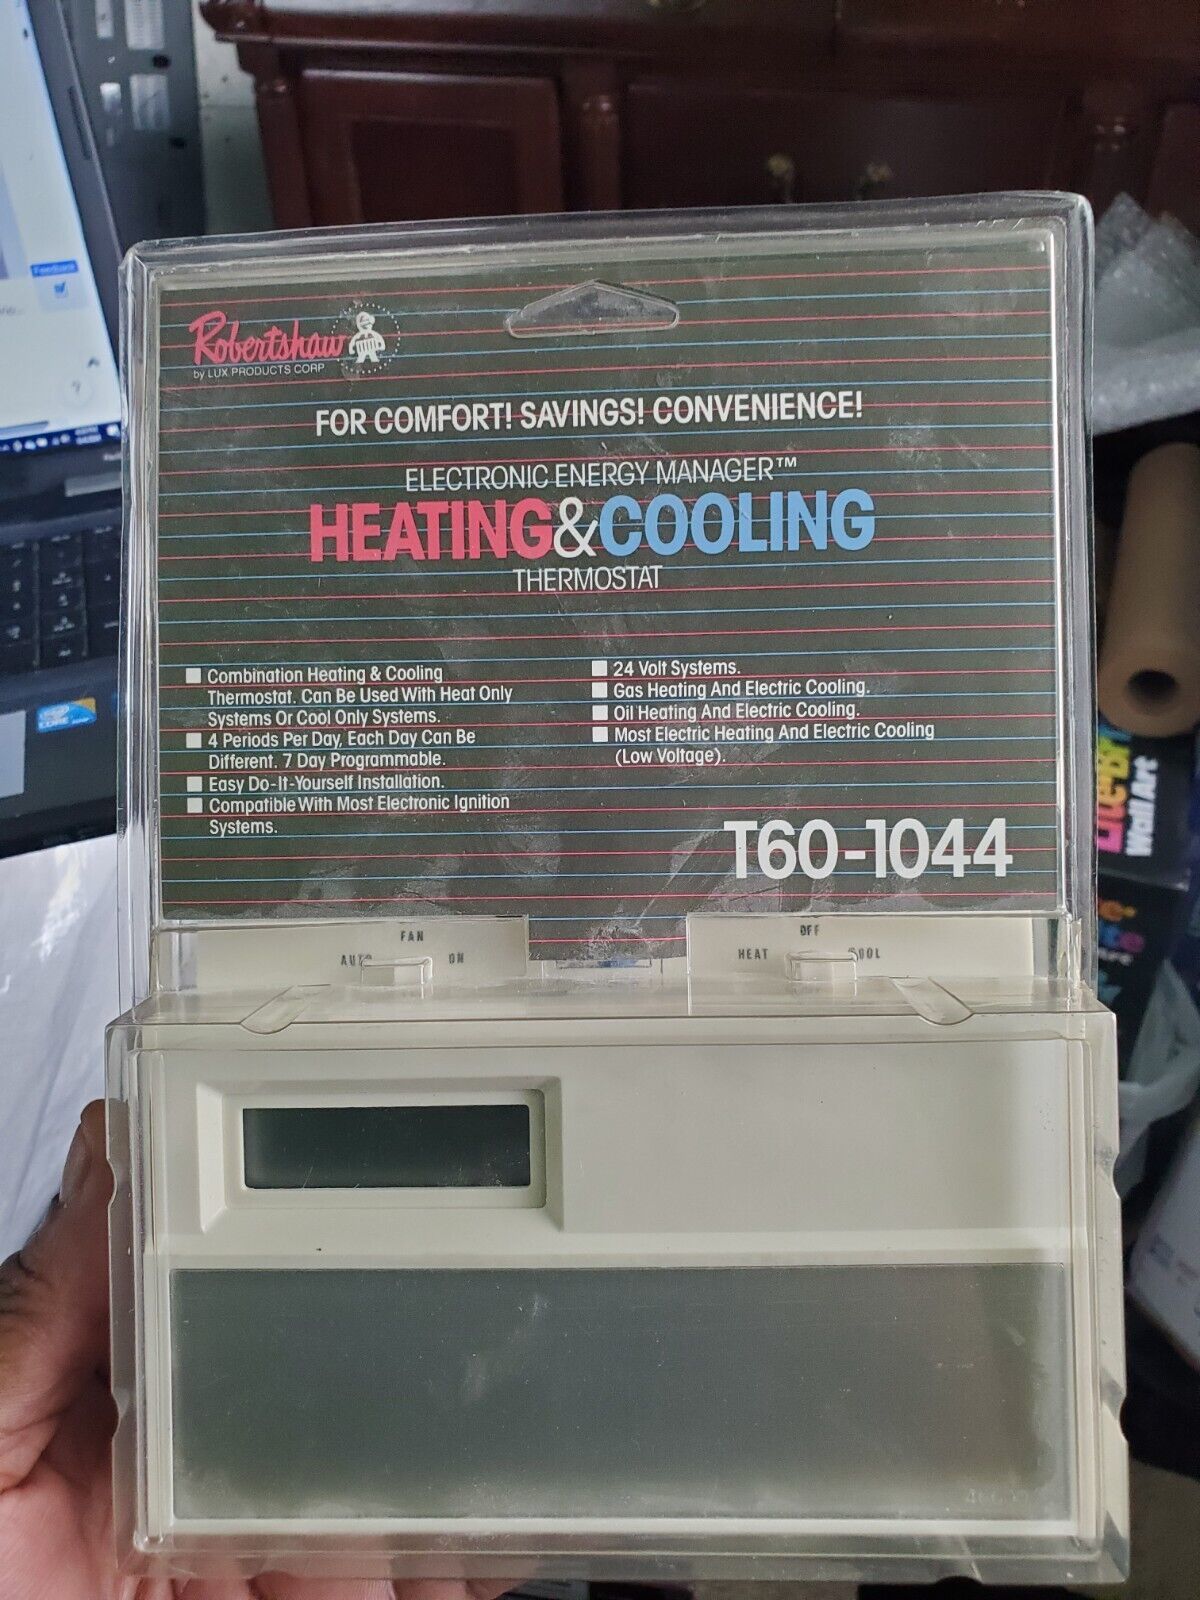 Robertshaw
by LUX PRODUCTS CORP
FOR COMFORT! SAVINGS! CONVENIENCE!
ELECTRONIC ENERGY MANAGER™
HEATING&COOLING
THERMOSTAT
■ Combination Heating & Cooling
Thermostat. Can Be Used With Heat Only
Systems Or Cool Only Systems.
■ 4 Periods Per Day, Each Day Can Be
Different. 7 Day Programmable.
■ Easy Do-It-Yourself Installation.
■ Compatible With Most Electronic Ignition
Systems.
■ 24 Volt Systems.
■ Gas Heating And Electric Cooling.
■ Oil Heating And Electric Cooling.
■ Most Electric Heating And Electric Cooling
(Low Voltage).
T60-1044
FAN
AUTO ON
OFF
HEAT COOL
Feedback
CORE
Wall Art